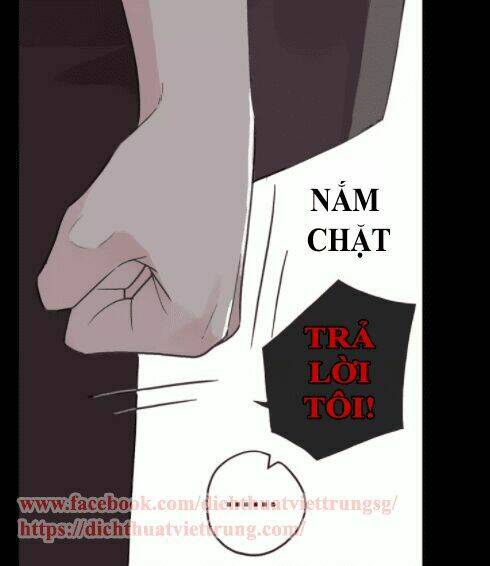 NẮM
CHẶT
TRẢ
LỜI
TÔI!
.......
www.facebook.com/dichthuatviettrungsg/
https://dichthuatviettrung.com/